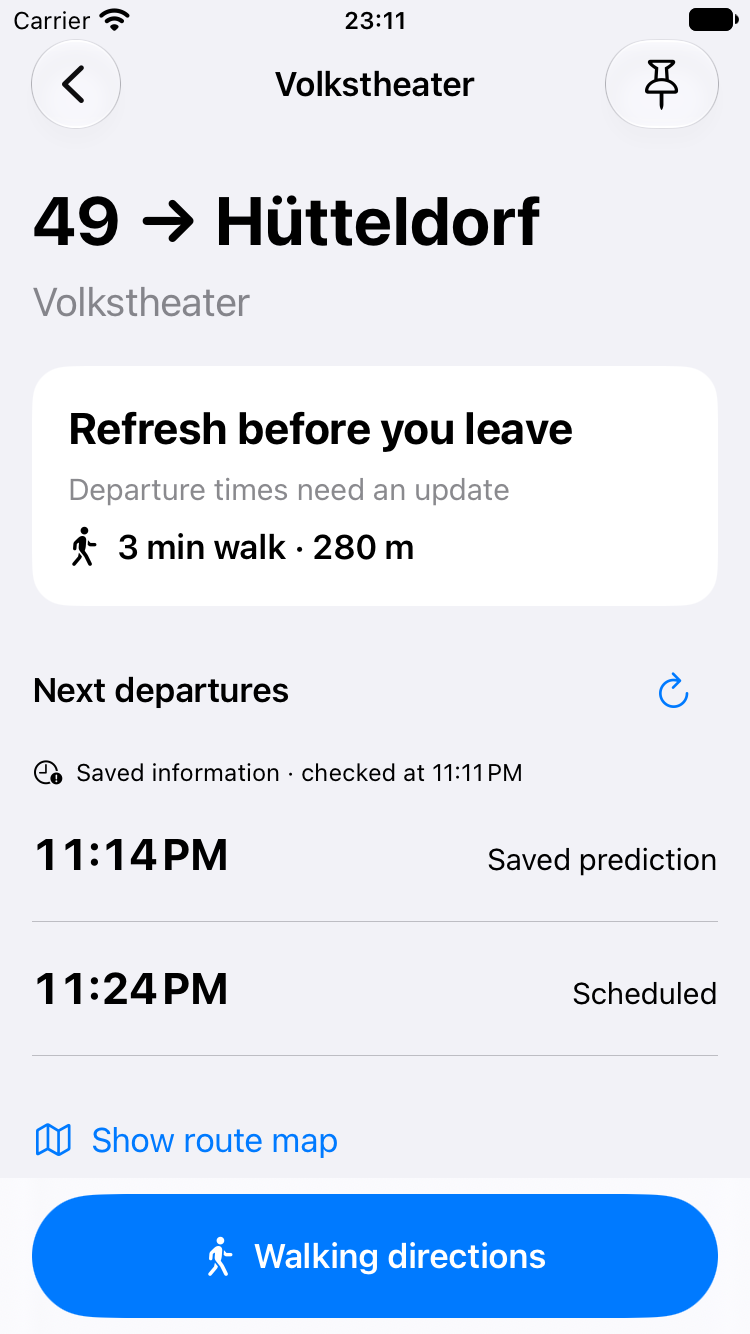 Carrier 23:11
Volkstheater
49 → Hütteldorf
Volkstheater
Refresh before you leave
Departure times need an update
3 min walk · 280 m
Next departures
Saved information · checked at 11:11 PM
11:14 PM Saved prediction
11:24 PM Scheduled
Show route map
Walking directions